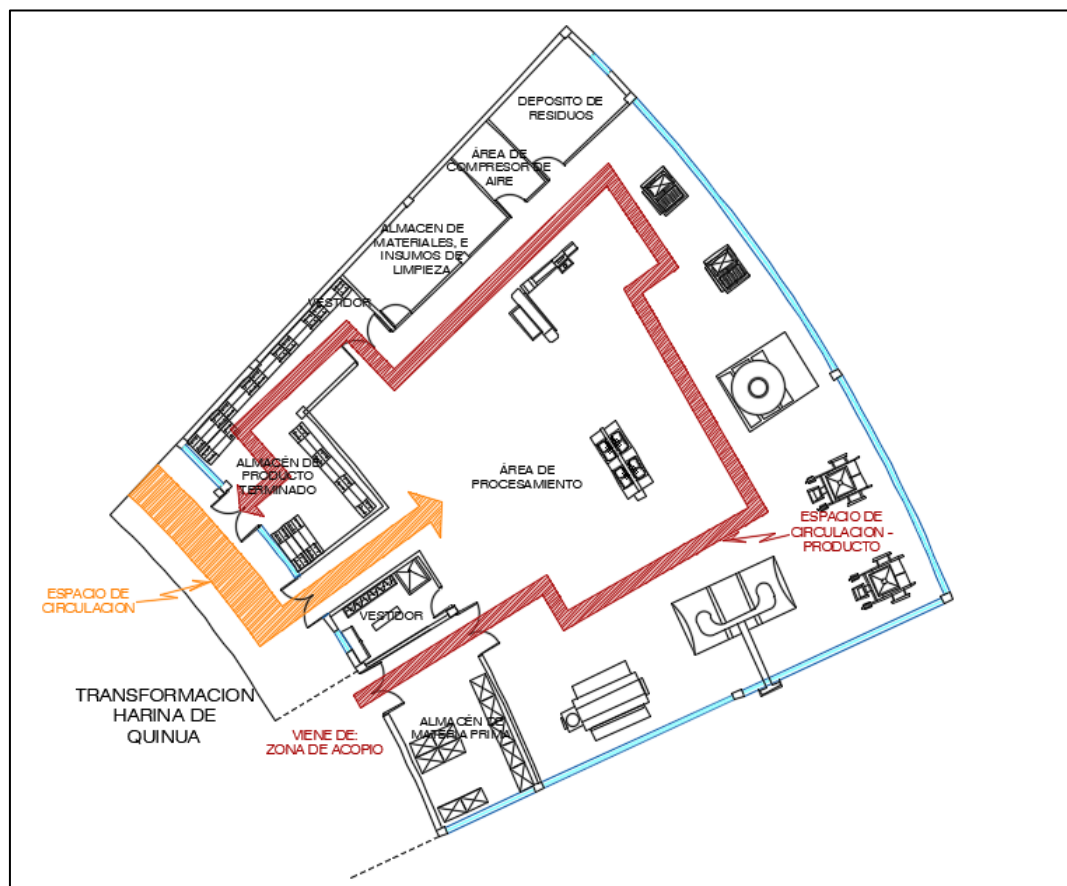 DEPOSITO DE
RESIDUOS
ÁREA DE
COMPRESOR DE
AIRE
ALMACEN DE
MATERIALES, E
INSUMOS DE
LIMPIEZA
VESTIDOR
ALMACÉN DE
PRODUCTO
TERMINADO
ÁREA DE
PROCESAMIENTO
ESPACIO DE
CIRCULACION -
PRODUCTO
ESPACIO DE
CIRCULACION
VESTIDOR
TRANSFORMACION
HARINA DE
QUINUA
VIENE DE:
ZONA DE ACOPIO
ALMACÉN DE
MATERIA PRIMA